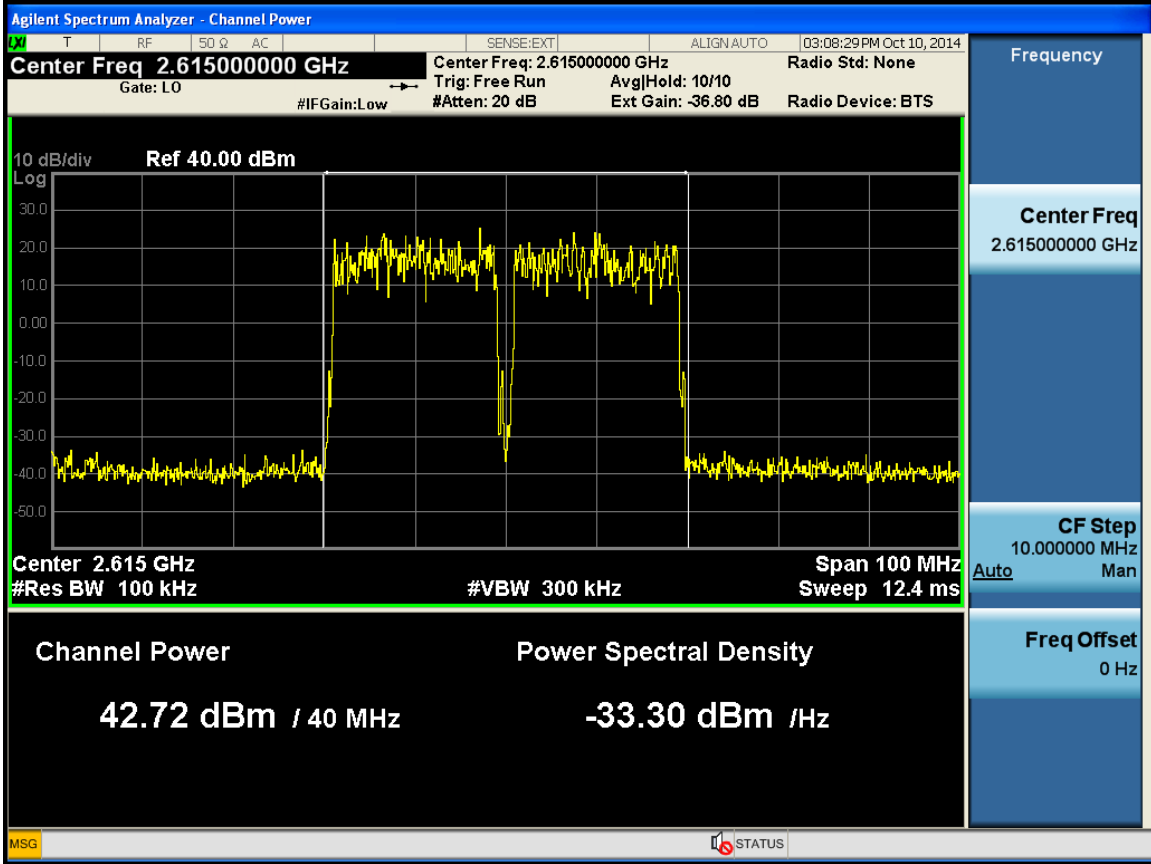 Agilent Spectrum Analyzer - Channel Power
LXI T RF 50 Ω AC SENSE:EXT ALIGN AUTO 03:08:29 PM Oct 10, 2014
Center Freq 2.615000000 GHz
Gate: LO
#IFGain:Low
Center Freq: 2.615000000 GHz
Trig: Free Run Avg|Hold: 10/10
#Atten: 20 dB Ext Gain: -36.80 dB
Radio Std: None
Radio Device: BTS
10 dB/div Ref 40.00 dBm
Log
30.0
20.0
10.0
0.00
-10.0
-20.0
-30.0
-40.0
-50.0
Center 2.615 GHz Span 100 MHz
#Res BW 100 kHz #VBW 300 kHz Sweep 12.4 ms
Channel Power Power Spectral Density
42.72 dBm / 40 MHz -33.30 dBm /Hz
Frequency
Center Freq
2.615000000 GHz
CF Step
10.000000 MHz
Auto Man
Freq Offset
0 Hz
MSG STATUS